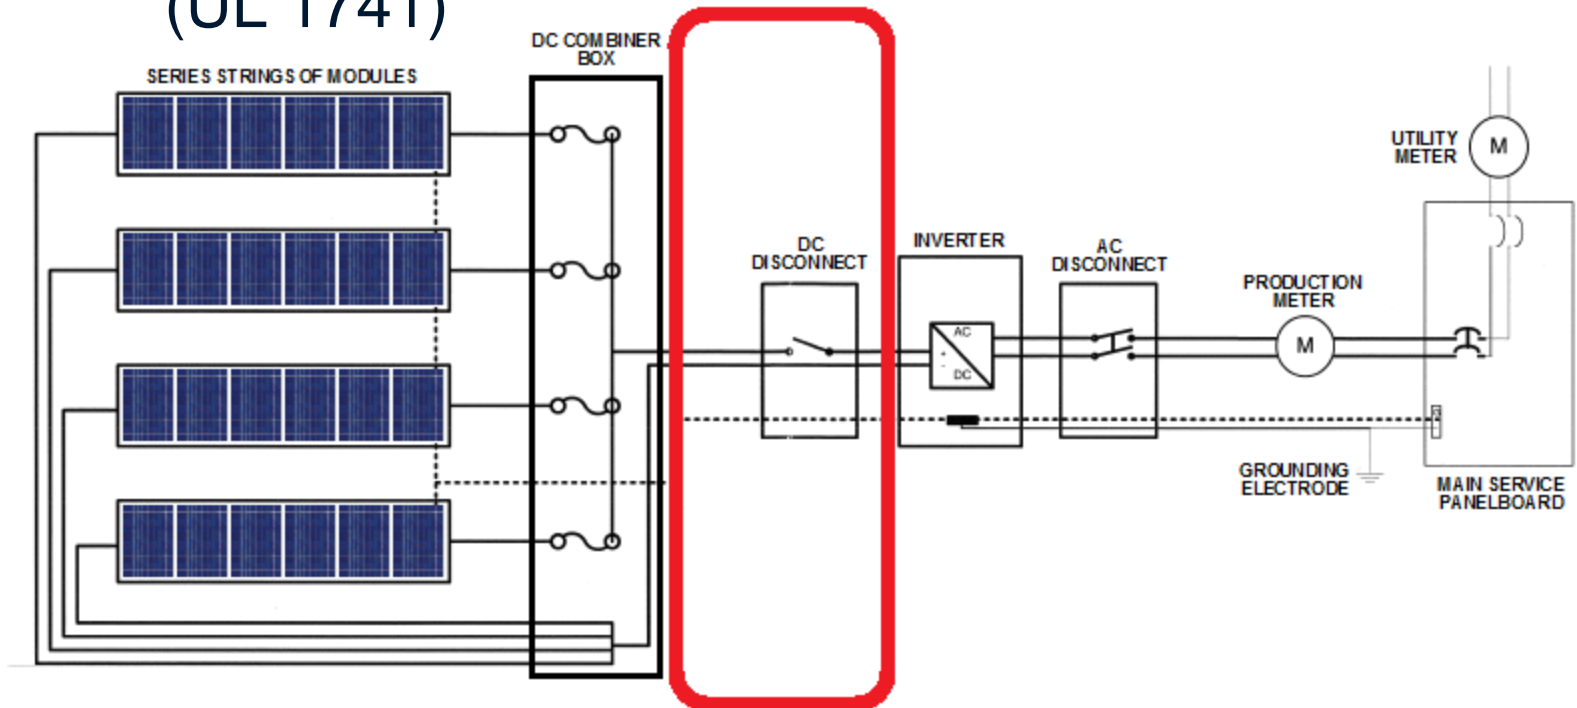 (UL 1741)
DC COMBINER
BOX
SERIES STRINGS OF MODULES
UTILITY
METER
M
DC
DISCONNECT
INVERTER
AC
DISCONNECT
PRODUCTION
METER
AC
+
-
DC
M
GROUNDING
ELECTRODE
MAIN SERVICE
PANELBOARD